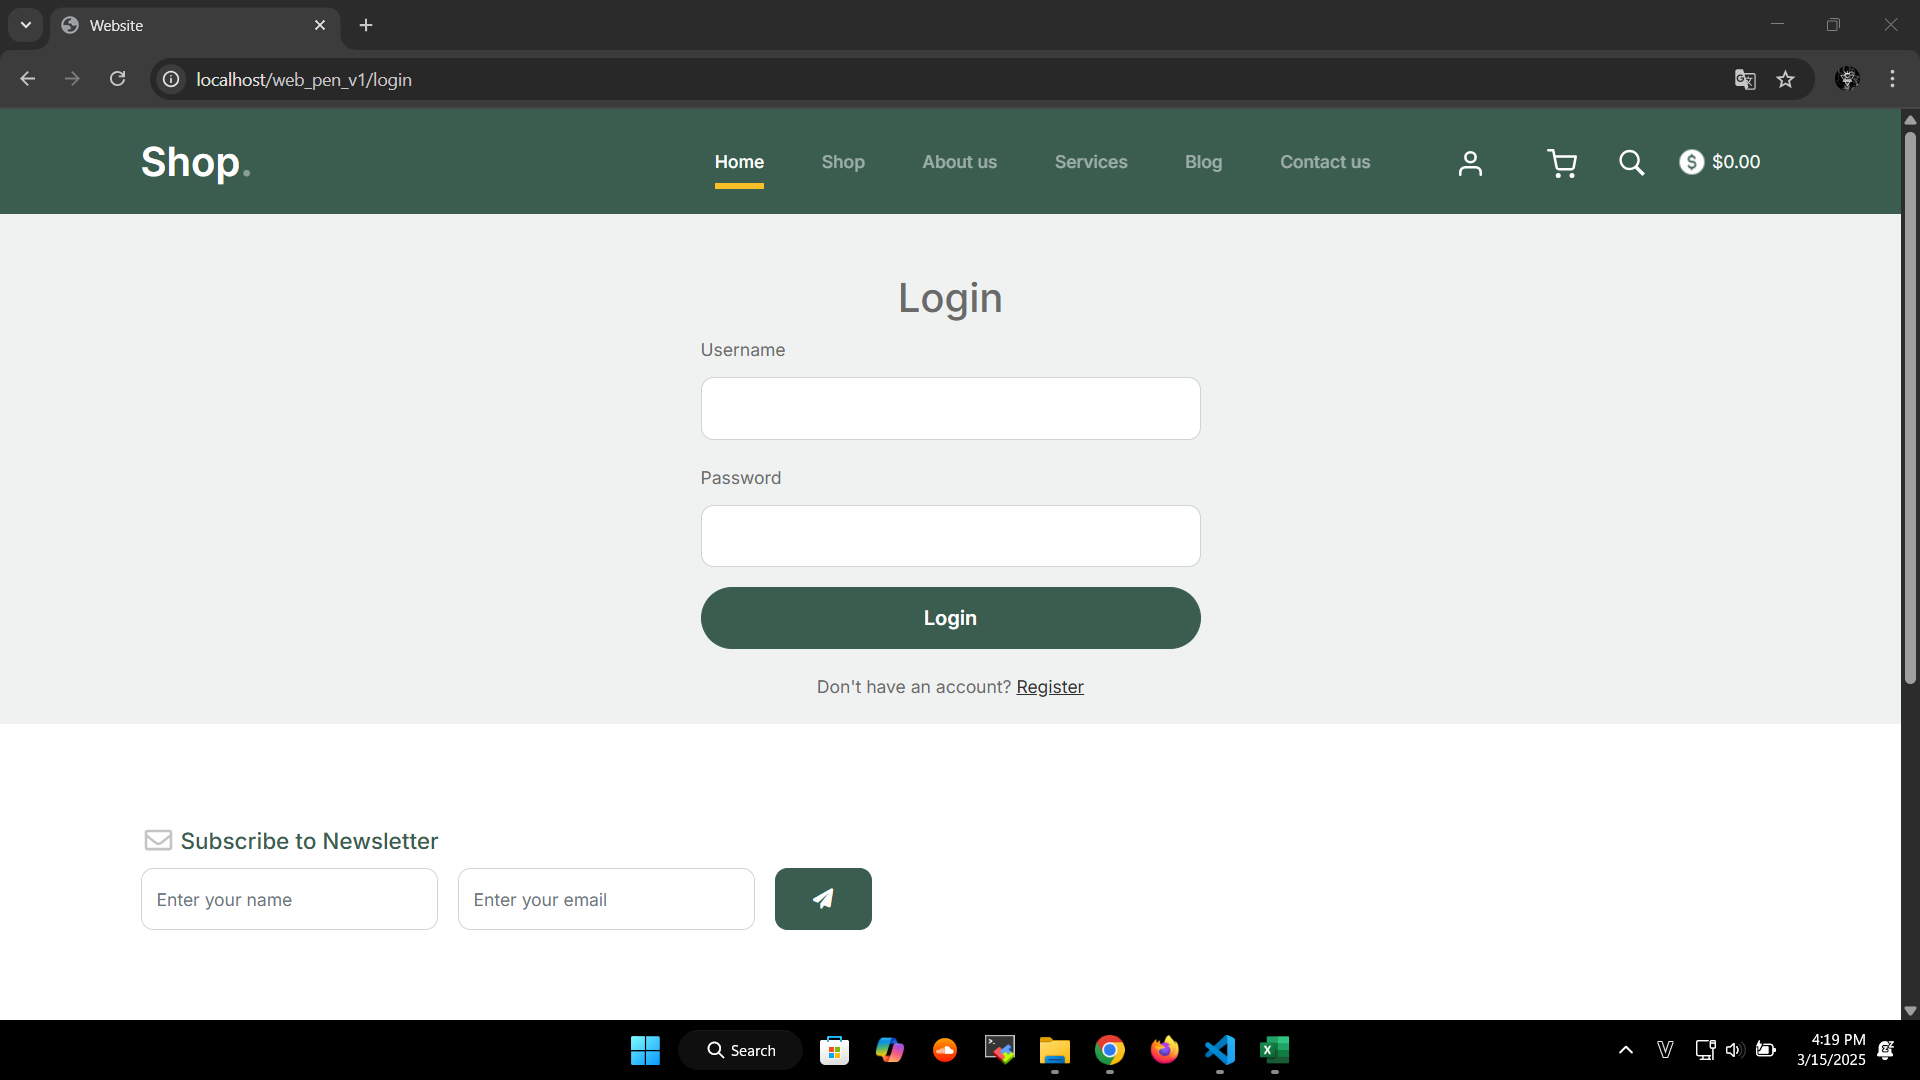 Website
localhost/web_pen_v1/login
Shop.
Home Shop About us Services Blog Contact us $ $0.00
Login
Username
Password
Login
Don't have an account? Register
Subscribe to Newsletter
Enter your name Enter your email
Search
4:19 PM
3/15/2025